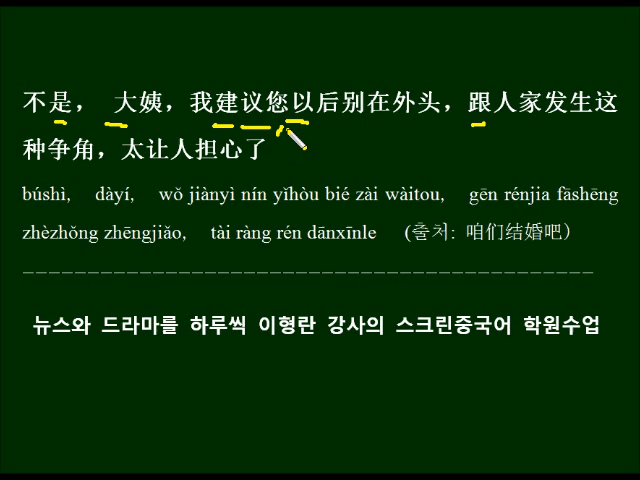 不是， 大姨，我建议您以后别在外头，跟人家发生这
种争角，太让人担心了
búshì, dàyí, wǒ jiànyì nín yǐhòu bié zài wàitou, gēn rénjia fāshēng
zhèzhǒng zhēngjiǎo, tài ràng rén dānxīnle (출처: 咱们结婚吧)
뉴스와 드라마를 하루씩 이형란 강사의 스크린중국어 학원수업